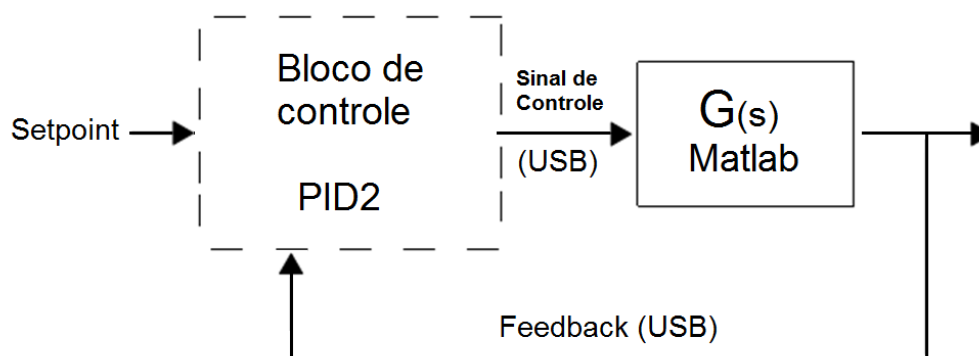 Setpoint
Bloco de
controle
PID2
Sinal de
Controle
(USB)
G(s)
Matlab
Feedback (USB)